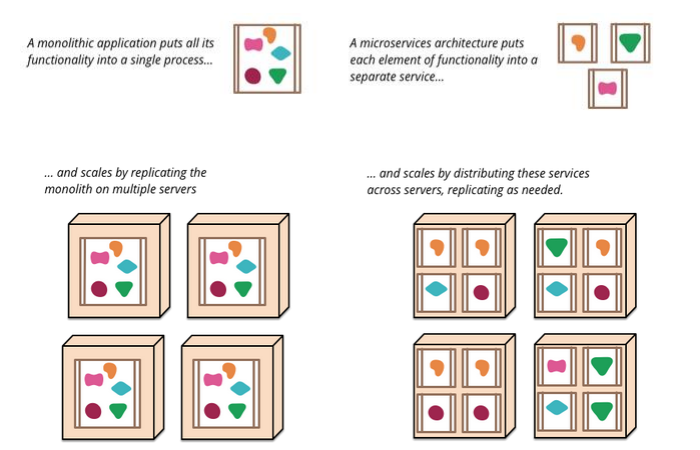 A monolithic application puts all its
functionality into a single process...
A microservices architecture puts
each element of functionality into a
separate service...
... and scales by replicating the
monolith on multiple servers
... and scales by distributing these services
across servers, replicating as needed.